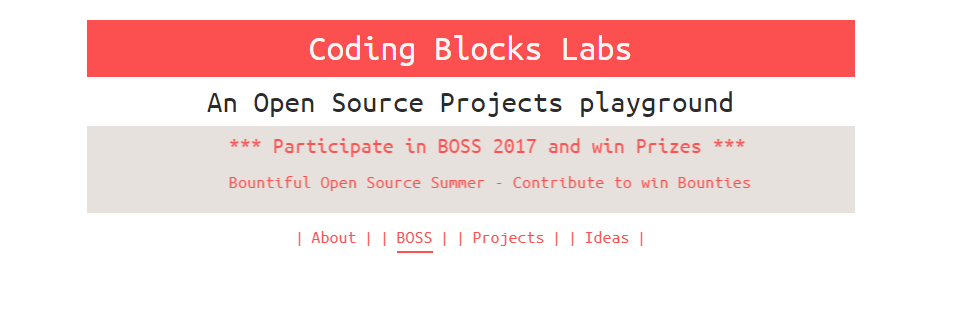 Coding Blocks Labs
An Open Source Projects playground
*** Participate in BOSS 2017 and win Prizes ***
Bountiful Open Source Summer - Contribute to win Bounties
| About | | BOSS | | Projects | | Ideas |